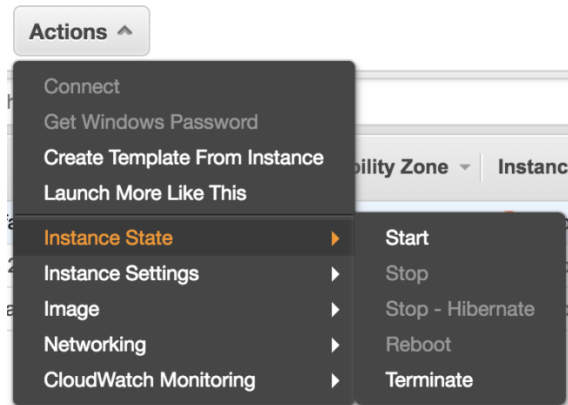 Actions
Connect
Get Windows Password
Create Template From Instance
Launch More Like This
bility Zone
Instanc
Instance State
Instance Settings
Image
Networking
CloudWatch Monitoring
Start
Stop
Stop - Hibernate
Reboot
Terminate